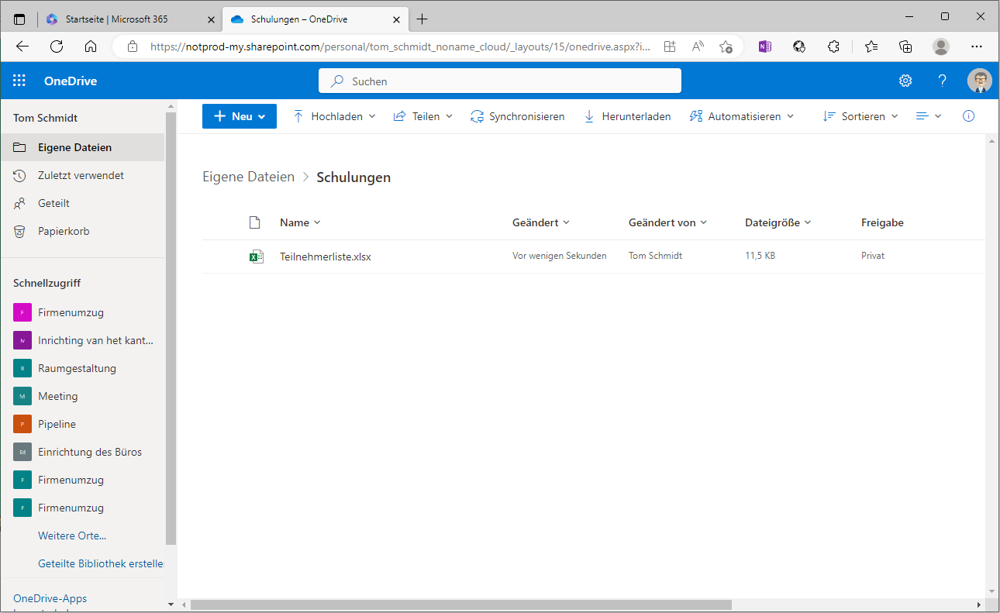 Startseite | Microsoft 365
Schulungen – OneDrive
https://notprod-my.sharepoint.com/personal/tom_schmidt_noname_cloud/_layouts/15/onedrive.aspx?i...
OneDrive
Suchen
?
Tom Schmidt
Eigene Dateien
Zuletzt verwendet
Geteilt
Papierkorb
Schnellzugriff
F Firmenumzug
Iv Inrichting van het kant...
R Raumgestaltung
M Meeting
P Pipeline
Ed Einrichtung des Büros
F Firmenumzug
F Firmenumzug
Weitere Orte...
Geteilte Bibliothek erstelle
OneDrive-Apps
Neu
Hochladen
Teilen
Synchronisieren
Herunterladen
Automatisieren
Sortieren
Eigene Dateien > Schulungen
Name Geändert Geändert von Dateigröße Freigabe
Teilnehmerliste.xlsx Vor wenigen Sekunden Tom Schmidt 11,5 KB Privat